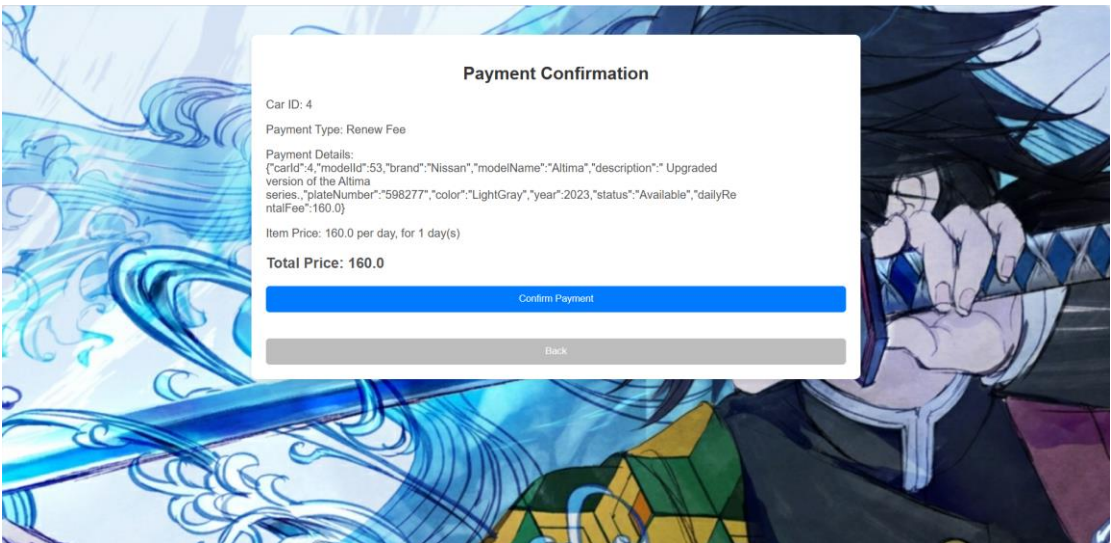 Payment Confirmation
Car ID: 4
Payment Type: Renew Fee
Payment Details:
{"carId":4,"modelId":53,"brand":"Nissan","modelName":"Altima","description":" Upgraded
version of the Altima
series.,"plateNumber":"598277","color":"LightGray","year":2023,"status":"Available","dailyRe
ntalFee":160.0}
Item Price: 160.0 per day, for 1 day(s)
Total Price: 160.0
Confirm Payment
Back